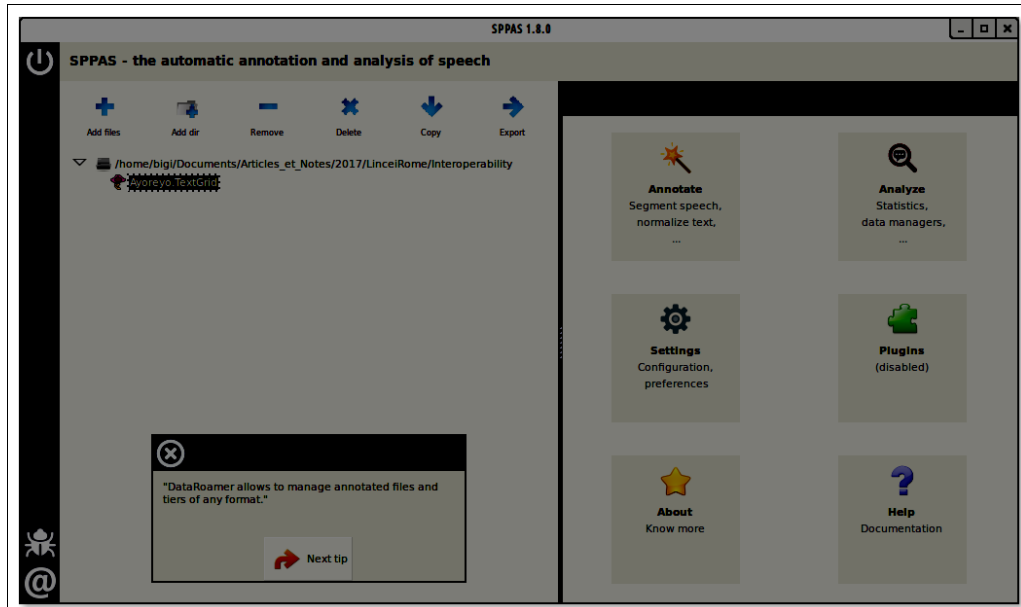 SPPAS 1.8.0
SPPAS - the automatic annotation and analysis of speech
Add files
Add dir
Remove
Delete
Copy
Export
/home/bigi/Documents/Articles_et_Notes/2017/LinceiRome/Interoperability
Ayoreyo.TextGrid
"DataRoamer allows to manage annotated files and
tiers of any format."
Next tip
@
Annotate
Segment speech,
normalize text,
...
Analyze
Statistics,
data managers,
...
Settings
Configuration,
preferences
Plugins
(disabled)
About
Know more
Help
Documentation